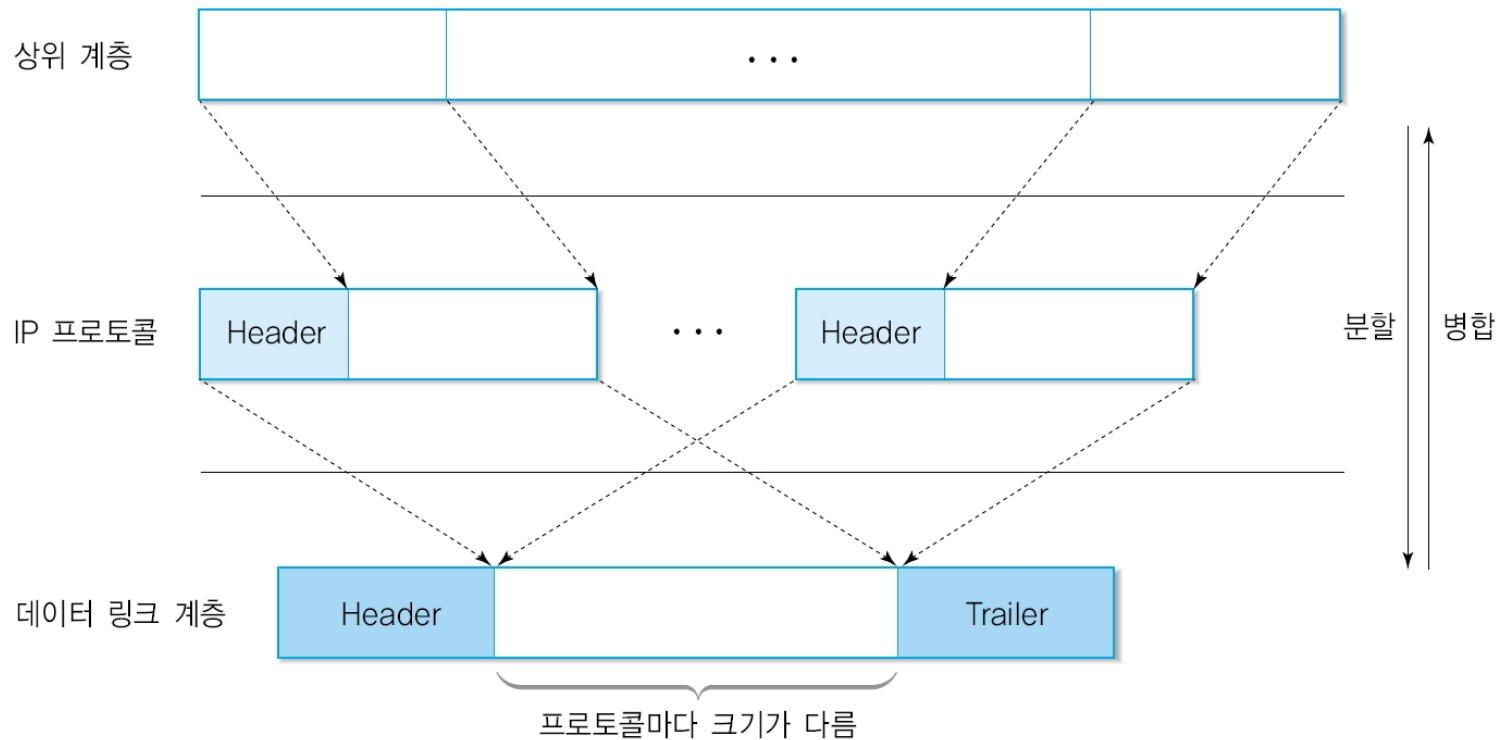 상위 계층
...
IP 프로토콜
Header
...
Header
분할
병합
데이터 링크 계층
Header
Trailer
프로토콜마다 크기가 다름